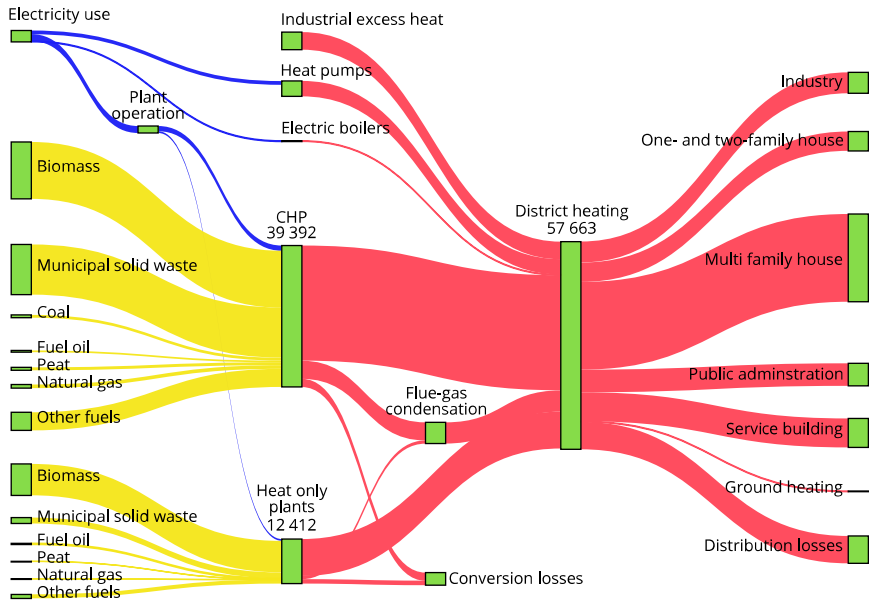 Electricity use
Industrial excess heat
Heat pumps
Industry
Plant
operation
Electric boilers
One- and two-family house
Biomass
CHP
39 392
District heating
57 663
Municipal solid waste
Multi family house
Coal
Fuel oil
Peat
Natural gas
Public adminstration
Other fuels
Flue-gas
condensation
Service building
Biomass
Heat only
plants
12 412
Ground heating
Municipal solid waste
Fuel oil
Distribution losses
Peat
Natural gas
Conversion losses
Other fuels